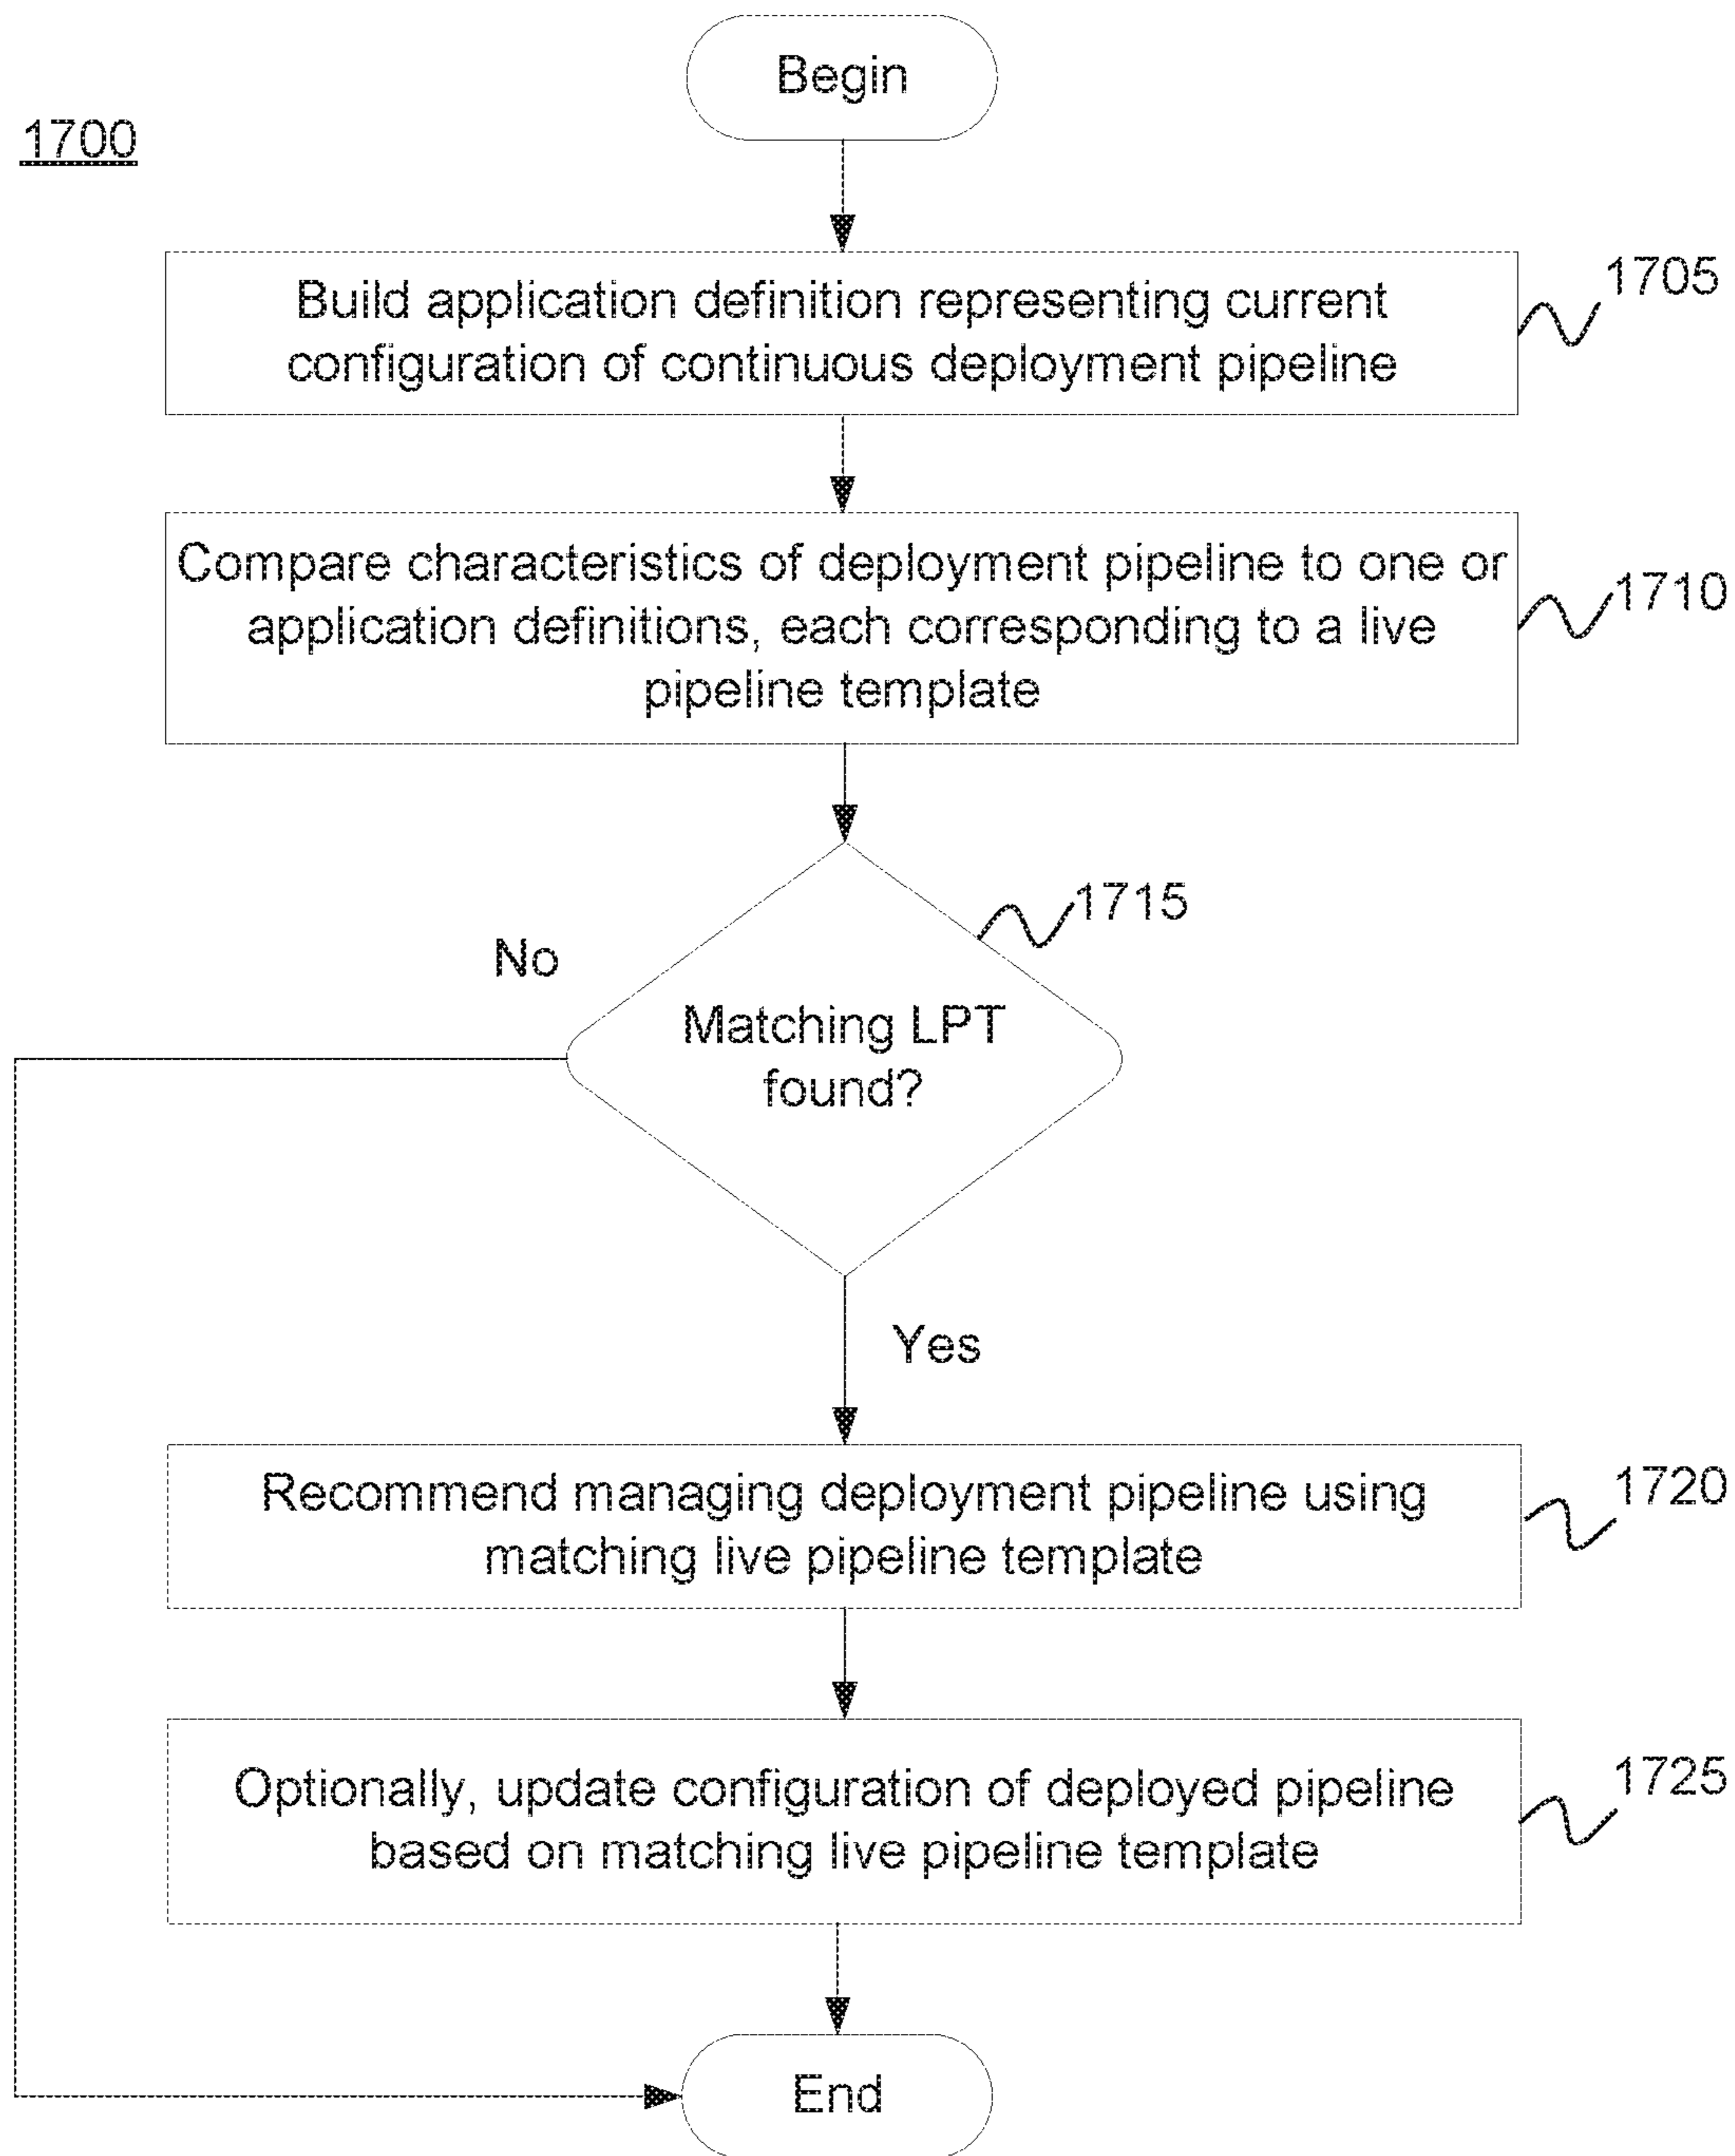 Begin
1700
Build application definition representing current
configuration of continuous deployment pipeline
1705
Compare characteristics of deployment pipeline to one or
application definitions, each corresponding to a live
pipeline template
1710
1715
No
Matching LPT
found?
Yes
Recommend managing deployment pipeline using
matching live pipeline template
1720
Optionally, update configuration of deployed pipeline
based on matching live pipeline template
1725
End